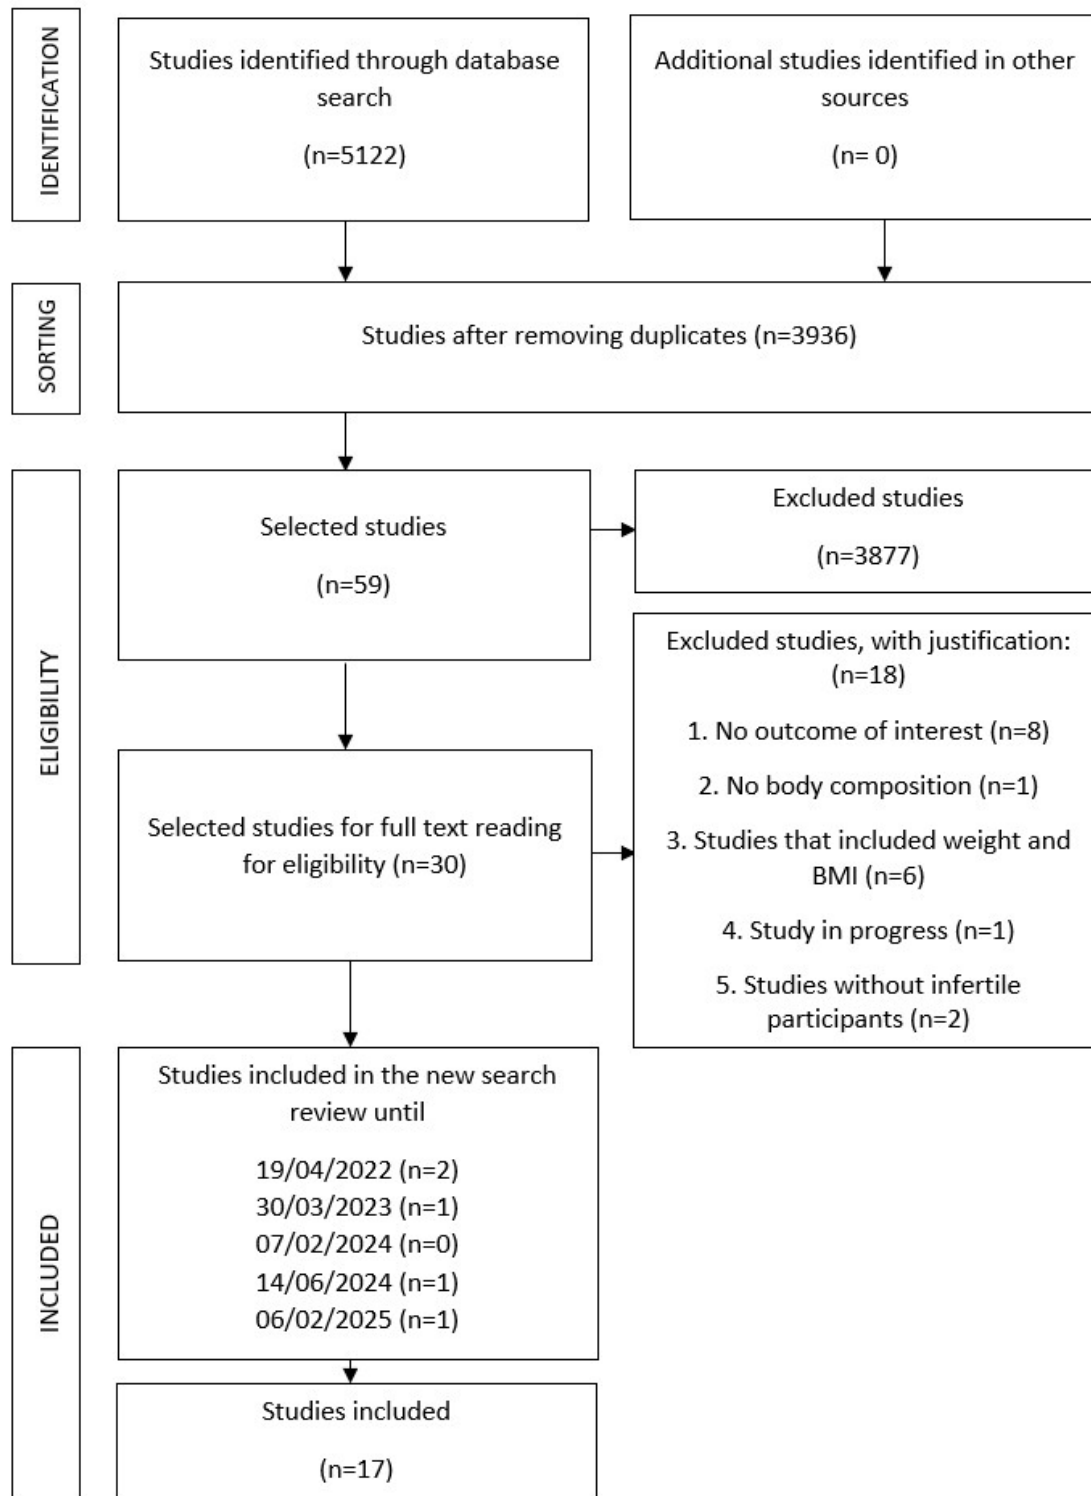 IDENTIFICATION
Studies identified through database
search
(n=5122)
Additional studies identified in other
sources
(n= 0)
SORTING
Studies after removing duplicates (n=3936)
ELIGIBILITY
Selected studies
(n=59)
Excluded studies
(n=3877)
Selected studies for full text reading
for eligibility (n=30)
Excluded studies, with justification:
(n=18)
1. No outcome of interest (n=8)
2. No body composition (n=1)
3. Studies that included weight and
BMI (n=6)
4. Study in progress (n=1)
5. Studies without infertile
participants (n=2)
INCLUDED
Studies included in the new search
review until
19/04/2022 (n=2)
30/03/2023 (n=1)
07/02/2024 (n=0)
14/06/2024 (n=1)
06/02/2025 (n=1)
Studies included
(n=17)